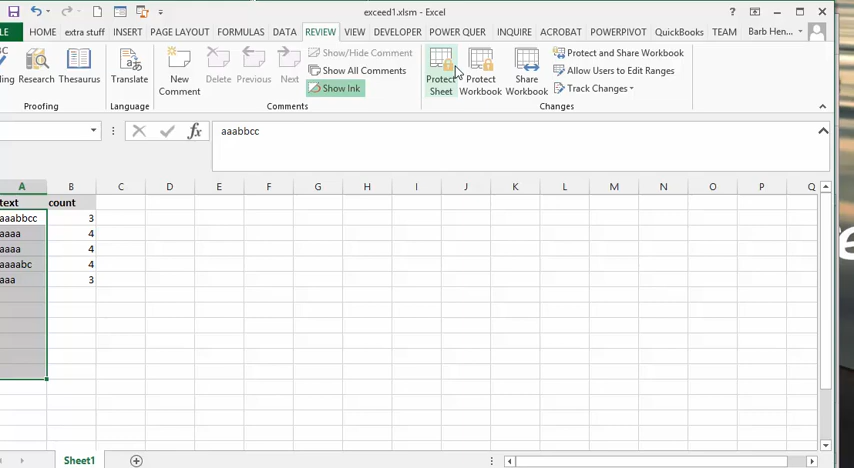 exceed1.xlsm - Excel
HOME extra stuff INSERT PAGE LAYOUT FORMULAS DATA REVIEW VIEW DEVELOPER POWER QUER INQUIRE ACROBAT POWERPIVOT QuickBooks TEAM Barb Hen...
Research Thesaurus
Proofing
Translate
Language
New Comment
Delete Previous Next
Show/Hide Comment
Show All Comments
Show Ink
Comments
Protect Sheet
Protect Workbook
Share Workbook
Protect and Share Workbook
Allow Users to Edit Ranges
Track Changes
Changes
fx aaabbcc
A B C D E F G H I J K L M N O P Q
text count
aaabbcc 3
aaaa 4
aaaa 4
aaaabc 4
aaa 3
Sheet1